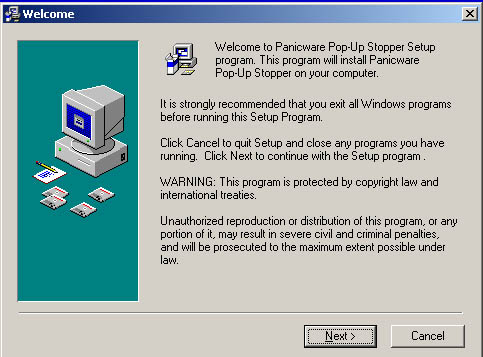 Welcome
Welcome to Panicware Pop-Up Stopper Setup
program. This program will install Panicware
Pop-Up Stopper on your computer.
It is strongly recommended that you exit all Windows programs
before running this Setup Program.
Click Cancel to quit Setup and close any programs you have
running. Click Next to continue with the Setup program .
WARNING: This program is protected by copyright law and
international treaties.
Unauthorized reproduction or distribution of this program, or any
portion of it, may result in severe civil and criminal penalties,
and will be prosecuted to the maximum extent possible under
law.
Next >
Cancel